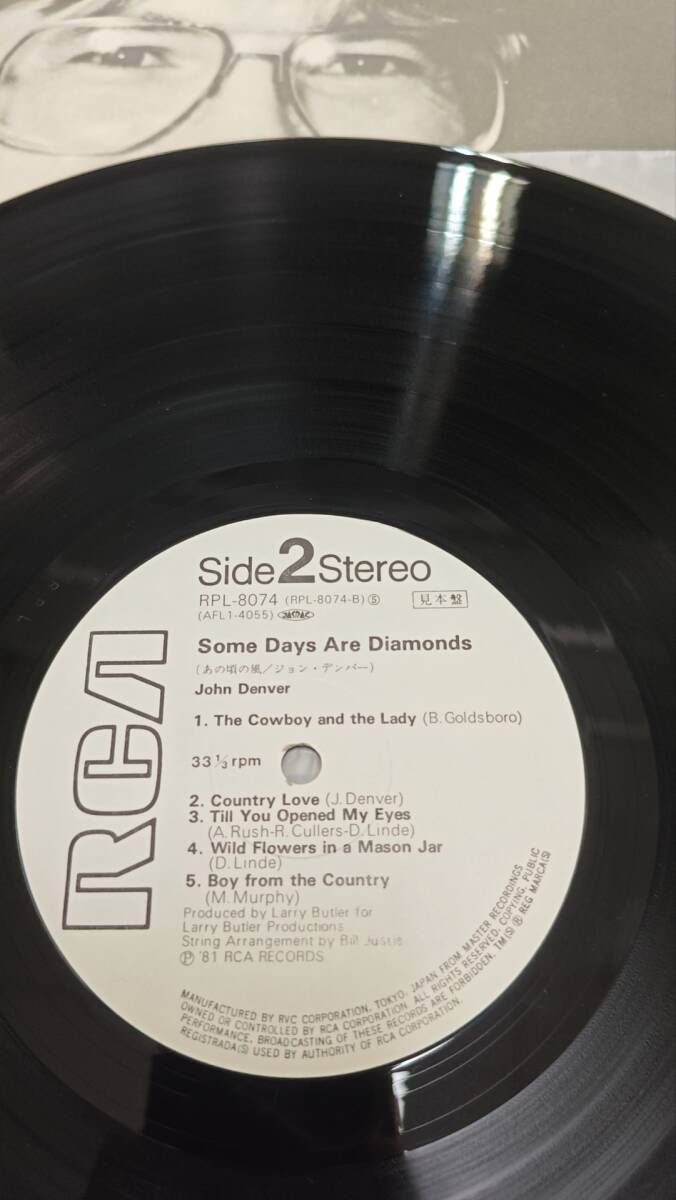 Side 2 Stereo
RPL-8074 (RPL-8074-B) Ⓢ 見本盤
(AFL1-4055) JASRAC
Some Days Are Diamonds
(あの頃の風/ジョン・デンバー)
John Denver
1. The Cowboy and the Lady (B. Goldsboro)
33 1/3 rpm
2. Country Love (J. Denver)
3. Till You Opened My Eyes
(A. Rush-R. Cullers-D. Linde)
4. Wild Flowers in a Mason Jar
(D. Linde)
5. Boy from the Country
(M. Murphy)
Produced by Larry Butler for
Larry Butler Productions
String Arrangement by Bill Justis
Ⓟ '81 RCA RECORDS
RCA
MANUFACTURED BY RVC CORPORATION, TOKYO, JAPAN FROM MASTER RECORDINGS
OWNED OR CONTROLLED BY RCA CORPORATION. ALL RIGHTS RESERVED. COPYING, PUBLIC
PERFORMANCE, BROADCASTING OF THESE RECORDS ARE FORBIDDEN. TM(S) ® REG MARCA(S)
REGISTRADA(S) USED BY AUTHORITY OF RCA CORPORATION.
RPL